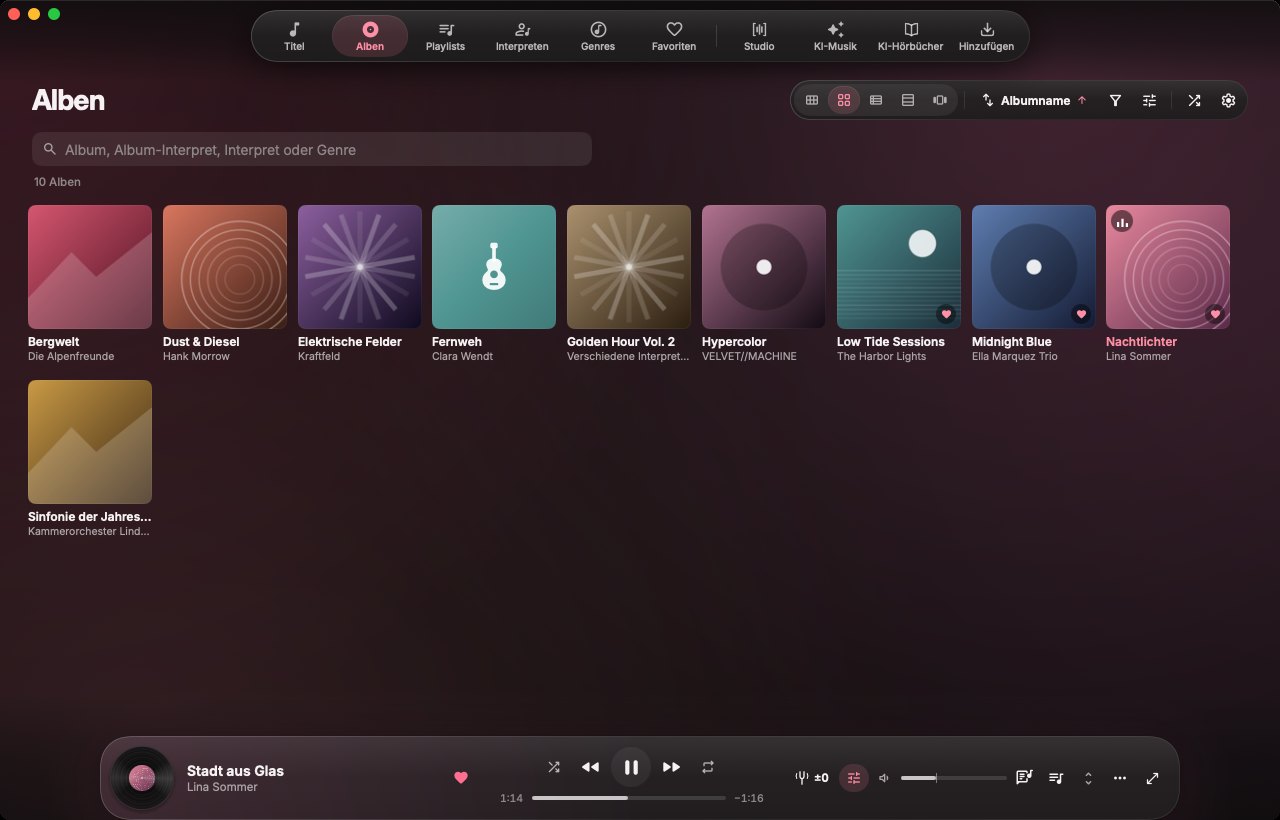 Titel
Alben
Playlists
Interpreten
Genres
Favoriten
Studio
KI-Musik
KI-Hörbücher
Hinzufügen
Alben
Albumname
Album, Album-Interpret, Interpret oder Genre
10 Alben
Bergwelt
Die Alpenfreunde
Dust & Diesel
Hank Morrow
Elektrische Felder
Kraftfeld
Fernweh
Clara Wendt
Golden Hour Vol. 2
Verschiedene Interpret...
Hypercolor
VELVET//MACHINE
Low Tide Sessions
The Harbor Lights
Midnight Blue
Ella Marquez Trio
Nachtlichter
Lina Sommer
Sinfonie der Jahres...
Kammerorchester Lind...
Stadt aus Glas
Lina Sommer
1:14
−1:16
±0